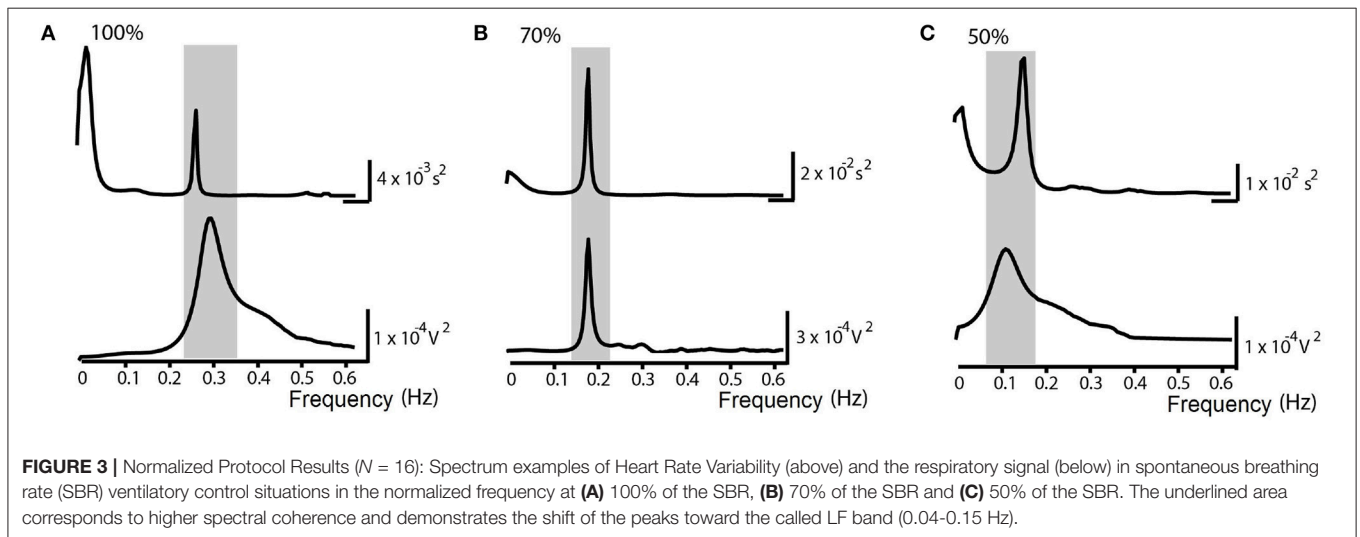 A 100%
4 x 10⁻³ s²
1 x 10⁻⁴ V²
0 0.1 0.2 0.3 0.4 0.5 0.6
Frequency (Hz)
B 70%
2 x 10⁻² s²
3 x 10⁻⁴ V²
0 0.1 0.2 0.3 0.4 0.5 0.6
Frequency (Hz)
C 50%
1 x 10⁻² s²
1 x 10⁻⁴ V²
0 0.1 0.2 0.3 0.4 0.5 0.6
Frequency (Hz)
FIGURE 3 | Normalized Protocol Results (N = 16): Spectrum examples of Heart Rate Variability (above) and the respiratory signal (below) in spontaneous breathing
rate (SBR) ventilatory control situations in the normalized frequency at (A) 100% of the SBR, (B) 70% of the SBR and (C) 50% of the SBR. The underlined area
corresponds to higher spectral coherence and demonstrates the shift of the peaks toward the called LF band (0.04-0.15 Hz).